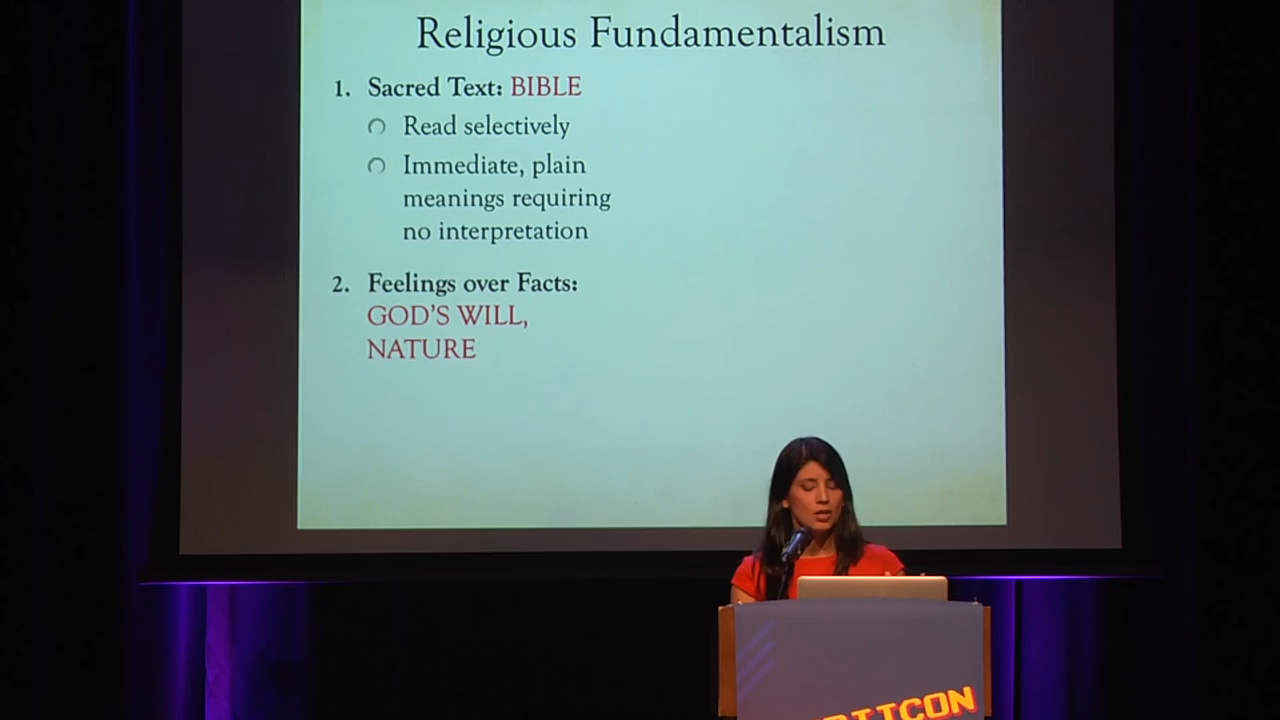 Religious Fundamentalism
1. Sacred Text: BIBLE
Read selectively
Immediate, plain
meanings requiring
no interpretation
2. Feelings over Facts:
GOD'S WILL,
NATURE